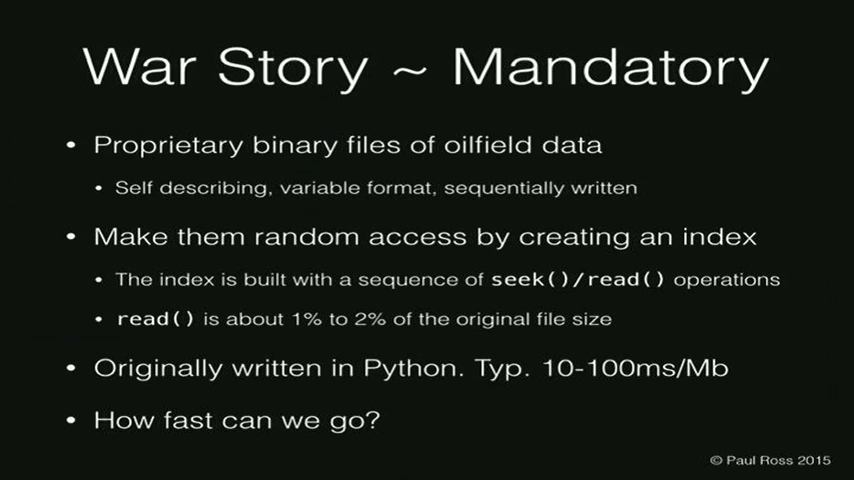 War Story ~ Mandatory
• Proprietary binary files of oilfield data
• Self describing, variable format, sequentially written
• Make them random access by creating an index
• The index is built with a sequence of seek()/read() operations
• read() is about 1% to 2% of the original file size
• Originally written in Python. Typ. 10-100ms/Mb
• How fast can we go?
© Paul Ross 2015